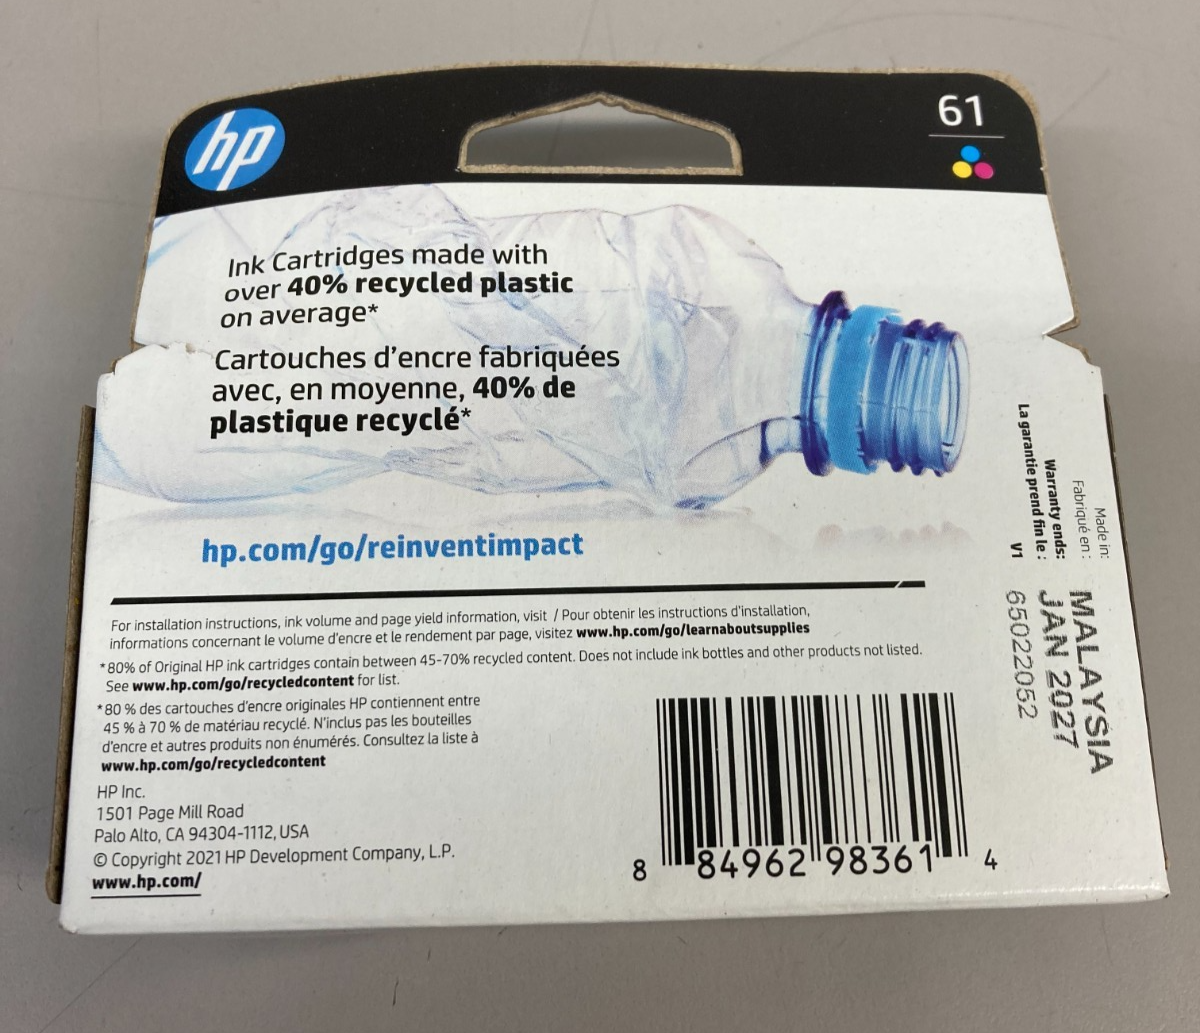 hp
61
Ink Cartridges made with
over 40% recycled plastic
on average*
Cartouches d'encre fabriquées
avec, en moyenne, 40% de
plastique recyclé*
hp.com/go/reinventimpact
For installation instructions, ink volume and page yield information, visit / Pour obtenir les instructions d'installation,
informations concernant le volume d'encre et le rendement par page, visitez www.hp.com/go/learnaboutsupplies
*80% of Original HP ink cartridges contain between 45-70% recycled content. Does not include ink bottles and other products not listed.
See www.hp.com/go/recycledcontent for list.
*80 % des cartouches d'encre originales HP contiennent entre
45 % à 70 % de matériau recyclé. N'inclus pas les bouteilles
d'encre et autres produits non énumérés. Consultez la liste à
www.hp.com/go/recycledcontent
HP Inc.
1501 Page Mill Road
Palo Alto, CA 94304-1112, USA
© Copyright 2021 HP Development Company, L.P.
www.hp.com/
8 84962 98361 4
Made in:
Fabriqué en :
MALAYSIA
Warranty ends:
La garantie prend fin le :
JAN 2027
V1 65022052